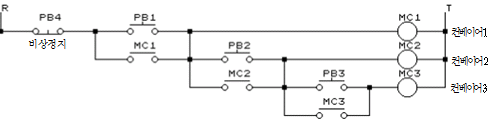 R T
PB4 PB1 MC1
비상정지 MC1 컨베이어1
PB2 MC2
MC2 컨베이어2
PB3 MC3
컨베이어3
MC3